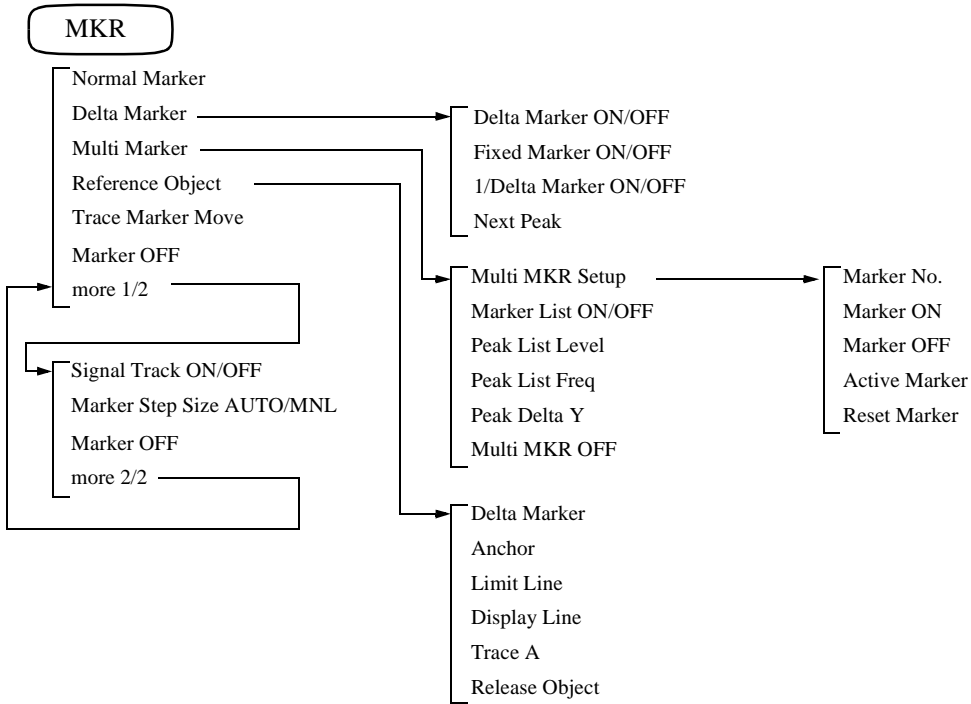 MKR
Normal Marker
Delta Marker
Multi Marker
Reference Object
Trace Marker Move
Marker OFF
more 1/2
Signal Track ON/OFF
Marker Step Size AUTO/MNL
Marker OFF
more 2/2
Delta Marker ON/OFF
Fixed Marker ON/OFF
1/Delta Marker ON/OFF
Next Peak
Multi MKR Setup
Marker List ON/OFF
Peak List Level
Peak List Freq
Peak Delta Y
Multi MKR OFF
Marker No.
Marker ON
Marker OFF
Active Marker
Reset Marker
Delta Marker
Anchor
Limit Line
Display Line
Trace A
Release Object